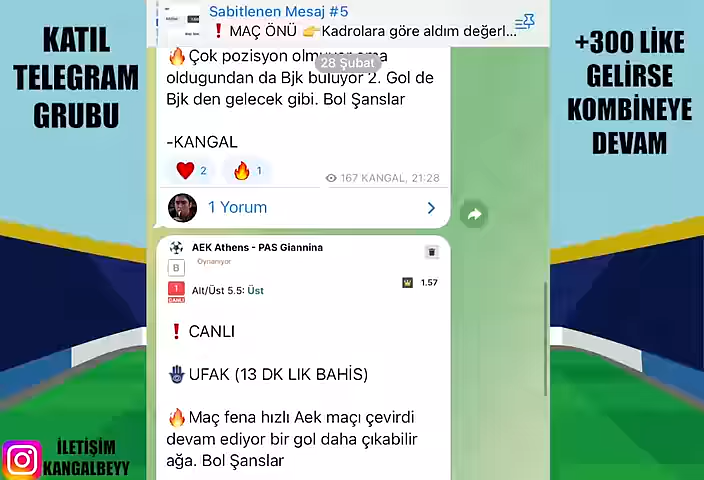 KATIL
TELEGRAM
GRUBU
Sabitlenen Mesaj #5
❗ MAÇ ÖNÜ 👉Kadrolara göre aldım değerl...
28 Şubat
oldugundan da Bjk buluyor 2. Gol de
Bjk den gelecek gibi. Bol Şanslar
-KANGAL
❤️ 2
🔥 1
167 KANGAL, 21:28
1 Yorum
AEK Athens - PAS Giannina
B
Oynanıyor
1
CANLI
Alt/Üst 5.5: Üst
1.57
❗ CANLI
UFAK (13 DK LIK BAHİS)
🔥Maç fena hızlı Aek maçı çevirdi
devam ediyor bir gol daha çıkabilir
ağa. Bol Şanslar
+300 LİKE
GELİRSE
KOMBİNEYE
DEVAM
İLETİŞİM
KANGALBEYY